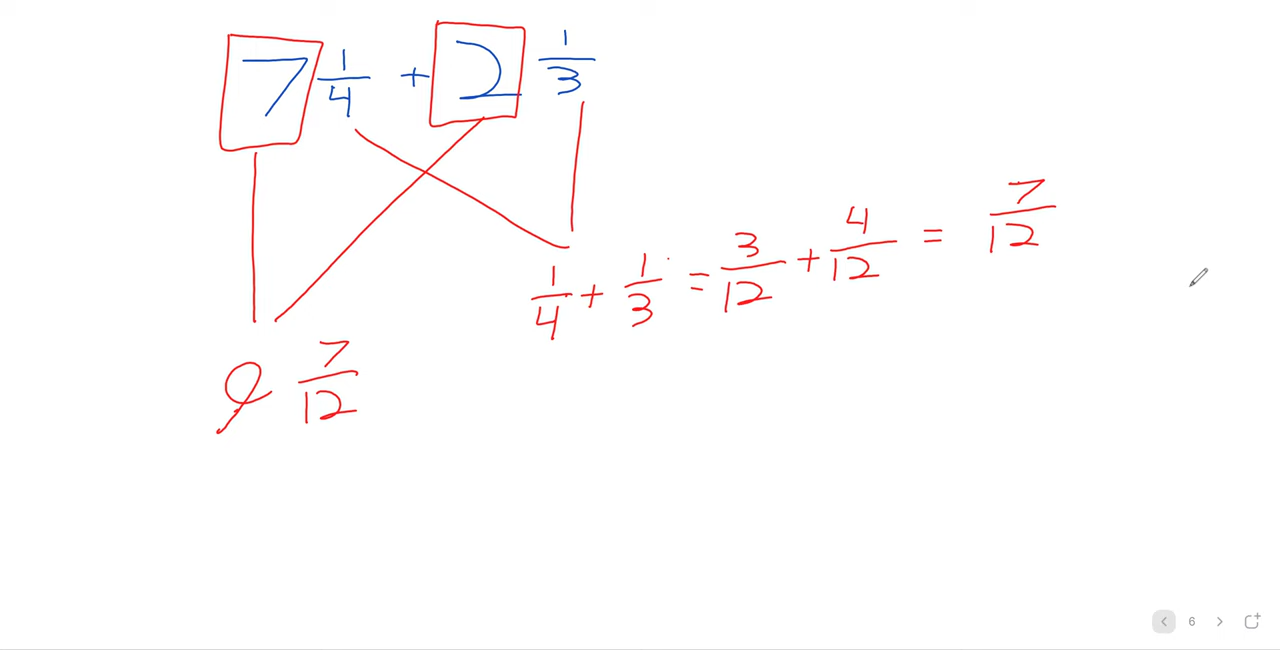 7 1/4 + 2 1/3
1/4 + 1/3 = 3/12 + 4/12 = 7/12
9 7/12
6